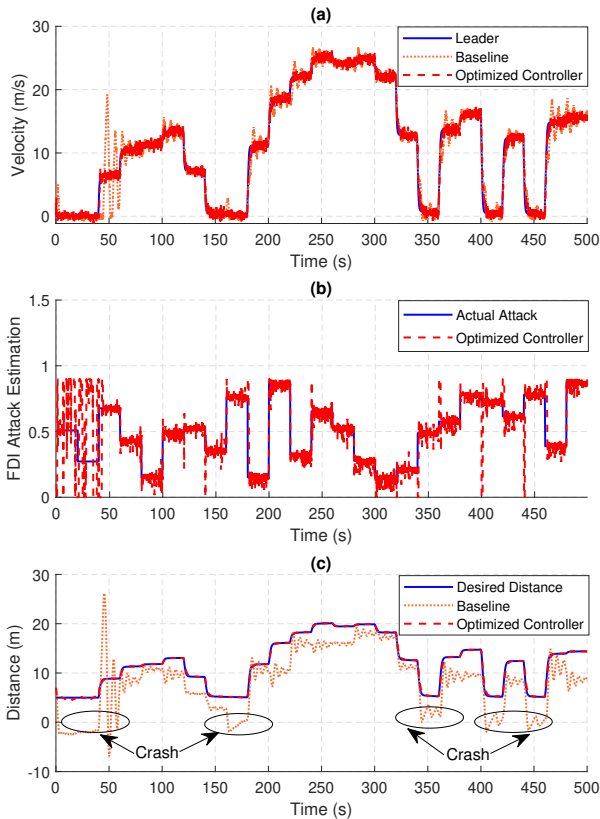 (a)
30
20
10
0
Velocity (m/s)
Leader
Baseline
Optimized Controller
0 50 100 150 200 250 300 350 400 450 500
Time (s)
(b)
1.5
1
0.5
0
FDI Attack Estimation
Actual Attack
Optimized Controller
0 50 100 150 200 250 300 350 400 450 500
Time (s)
(c)
30
20
10
0
-10
Distance (m)
Desired Distance
Baseline
Optimized Controller
Crash
Crash
0 50 100 150 200 250 300 350 400 450 500
Time (s)